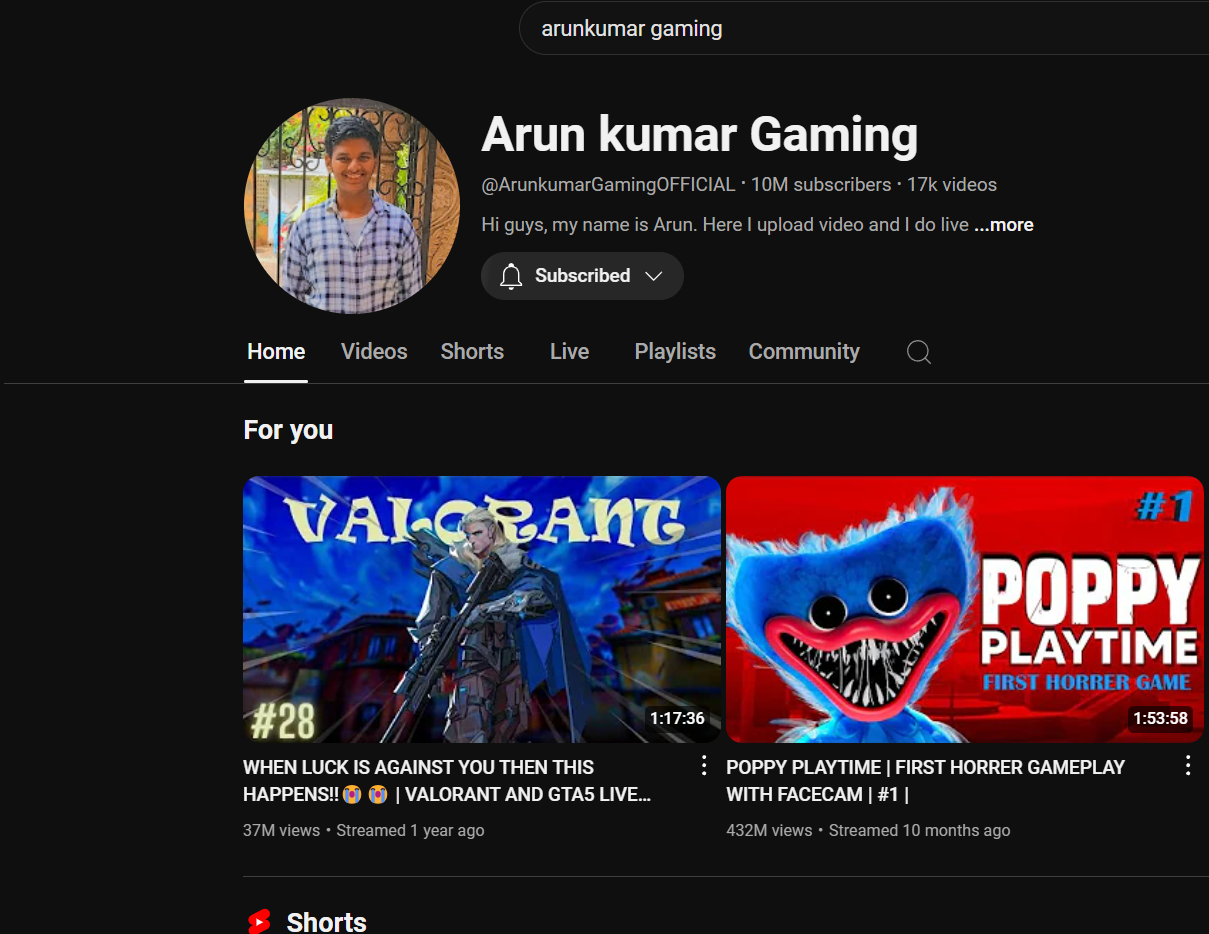 arunkumar gaming
Arun kumar Gaming
@ArunkumarGamingOFFICIAL · 10M subscribers · 17k videos
Hi guys, my name is Arun. Here I upload video and I do live ...more
Subscribed
Home Videos Shorts Live Playlists Community
For you
VALORANT
#28
1:17:36
#1
POPPY
PLAYTIME
FIRST HORRER GAME
1:53:58
WHEN LUCK IS AGAINST YOU THEN THIS
HAPPENS!!😭 😭 | VALORANT AND GTA5 LIVE...
37M views • Streamed 1 year ago
POPPY PLAYTIME | FIRST HORRER GAMEPLAY
WITH FACECAM | #1 |
432M views • Streamed 10 months ago
Shorts